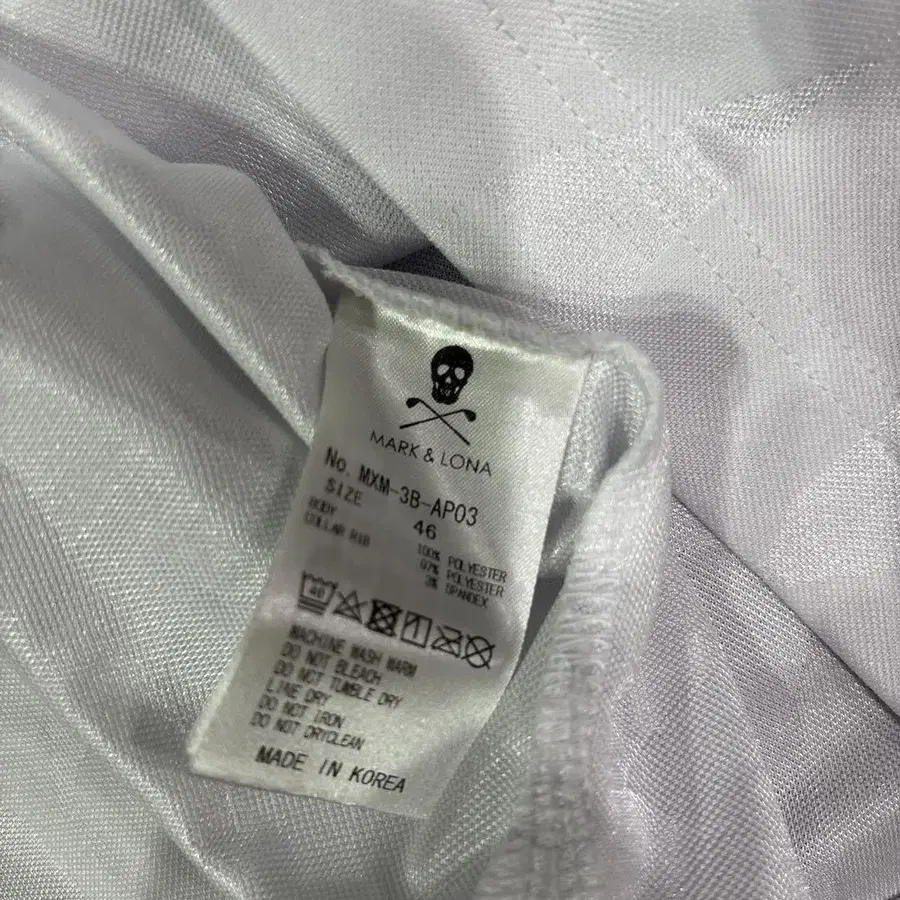 MARK & LONA
No. MXM-3B-AP03
SIZE 46
BODY 100% POLYESTER
COLLAR RIB 97% POLYESTER
3% SPANDEX
40
MACHINE WASH WARM
DO NOT BLEACH
DO NOT TUMBLE DRY
LINE DRY
DO NOT IRON
DO NOT DRYCLEAN
MADE IN KOREA